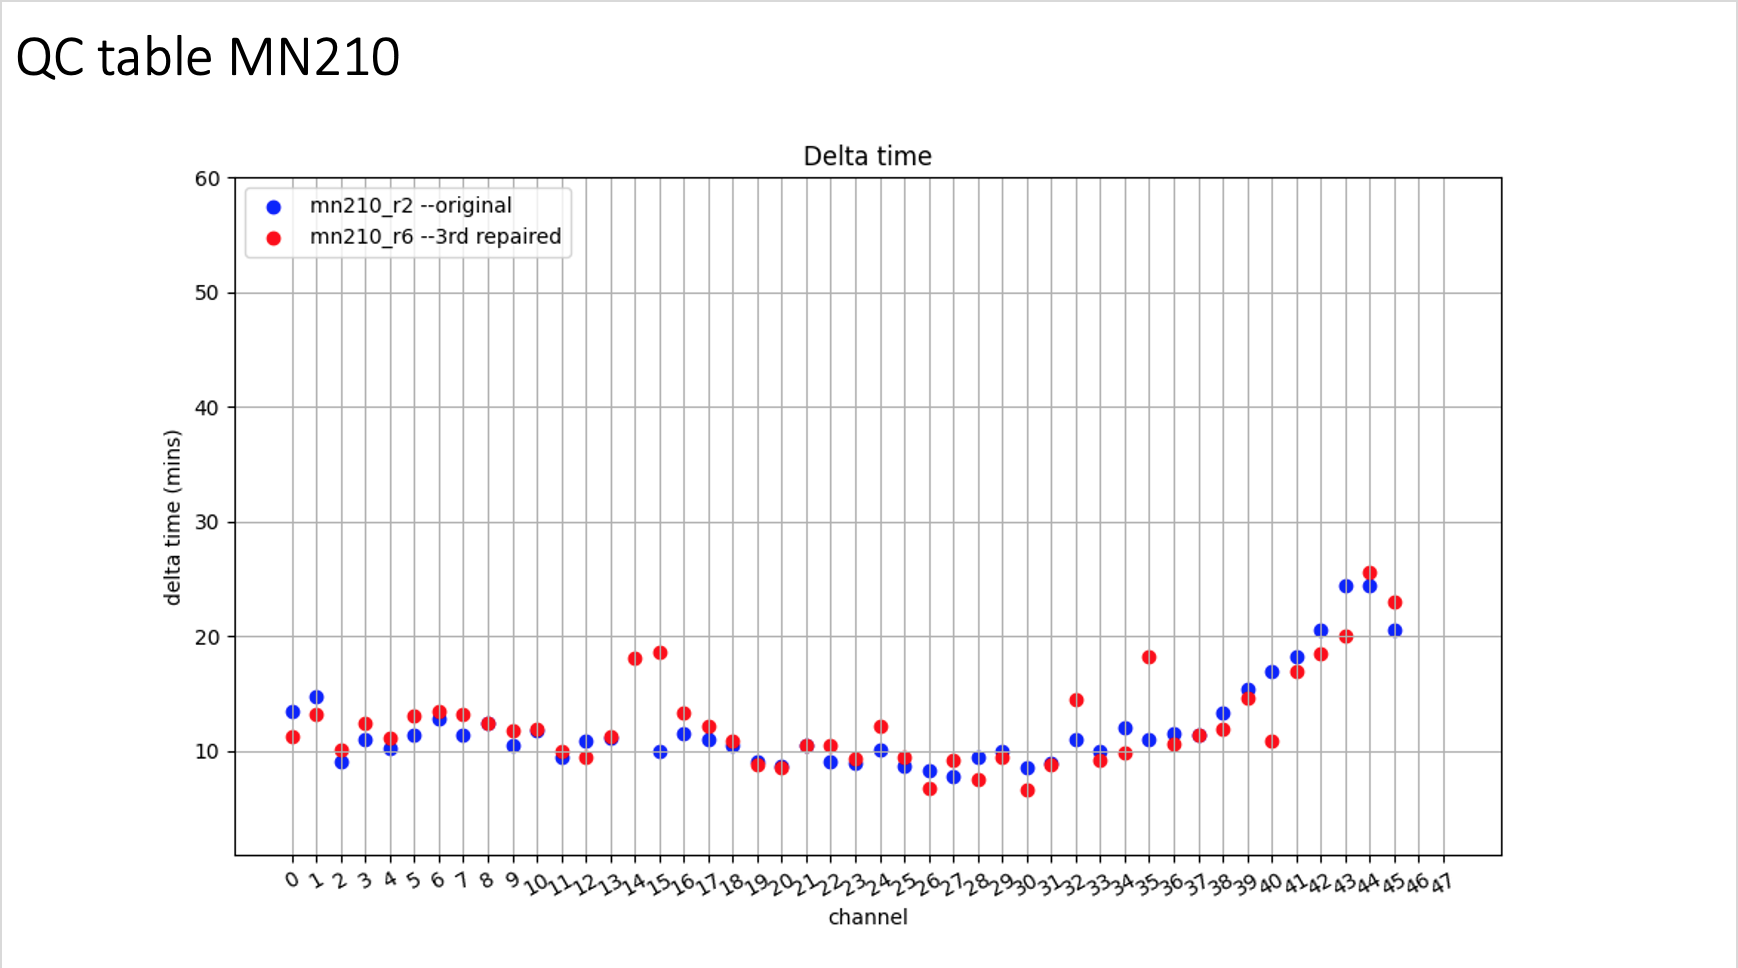 QC table MN210
Delta time
60
mn210_r2 --original
mn210_r6 --3rd repaired
50
40
30
20
10
delta time (mins)
0 1 2 3 4 5 6 7 8 9 10 11 12 13 14 15 16 17 18 19 20 21 22 23 24 25 26 27 28 29 30 31 32 33 34 35 36 37 38 39 40 41 42 43 44 45 46 47
channel